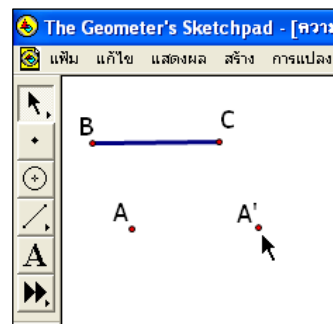 The Geometer's Sketchpad - [ความ
แฟ้ม แก้ไข แสดงผล สร้าง การแปลง
B C
A A'
A